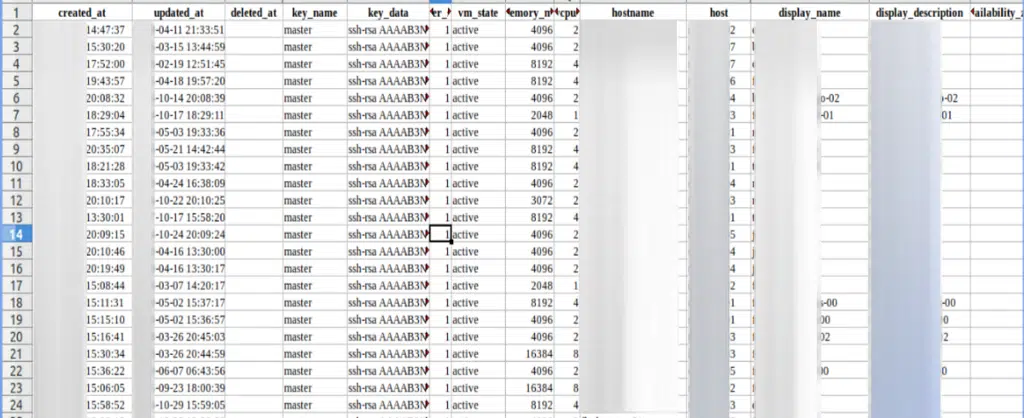 1 created_at updated_at deleted_at key_name key_data er_ vm_state emory_n cpu hostname host display_name display_description ailability_
2 14:47:37 -04-11 21:33:51 master ssh-rsa AAAAB3N 1 active 4096 2 2
3 15:30:20 -03-15 13:44:59 master ssh-rsa AAAAB3N 1 active 4096 2 7
4 17:52:00 -02-19 12:51:45 master ssh-rsa AAAAB3N 1 active 8192 4 7
5 19:43:57 -04-18 19:57:20 master ssh-rsa AAAAB3N 1 active 8192 4 6
6 20:08:32 -10-14 20:08:39 master ssh-rsa AAAAB3N 1 active 4096 2 4 o-02 -02
7 18:29:04 -10-17 18:29:11 master ssh-rsa AAAAB3N 1 active 2048 1 3 -01 01
8 17:55:34 -05-03 19:33:36 master ssh-rsa AAAAB3N 1 active 4096 2 1
9 20:35:07 -05-21 14:42:44 master ssh-rsa AAAAB3N 1 active 8192 4 3
10 18:21:28 -05-03 19:33:42 master ssh-rsa AAAAB3N 1 active 8192 4 1
11 18:33:05 -04-24 16:38:09 master ssh-rsa AAAAB3N 1 active 4096 2 4
12 20:10:17 -10-22 20:10:25 master ssh-rsa AAAAB3N 1 active 3072 2 3
13 13:30:01 -10-17 15:58:20 master ssh-rsa AAAAB3N 1 active 8192 4 1
14 20:09:15 -10-24 20:09:24 master ssh-rsa AAAAB3N 1 active 4096 2 5
15 20:10:46 -04-16 13:30:00 master ssh-rsa AAAAB3N 1 active 4096 2 4
16 20:19:49 -04-16 13:30:17 master ssh-rsa AAAAB3N 1 active 4096 2 4
17 15:08:44 -03-07 14:20:17 master ssh-rsa AAAAB3N 1 active 2048 1 3
18 15:11:31 -05-02 15:37:17 master ssh-rsa AAAAB3N 1 active 8192 4 1 -00 -00
19 15:15:10 -05-02 15:36:57 master ssh-rsa AAAAB3N 1 active 4096 2 3 00 0
20 15:16:41 -03-26 20:45:03 master ssh-rsa AAAAB3N 1 active 4096 2 3 02 2
21 15:30:34 -03-26 20:44:59 master ssh-rsa AAAAB3N 1 active 16384 8 3
22 15:36:22 -06-07 06:43:56 master ssh-rsa AAAAB3N 1 active 4096 2 5 00 0
23 15:06:05 -09-23 18:00:39 master ssh-rsa AAAAB3N 1 active 16384 8 2
24 15:58:52 -10-29 15:59:05 master ssh-rsa AAAAB3N 1 active 8192 4 3